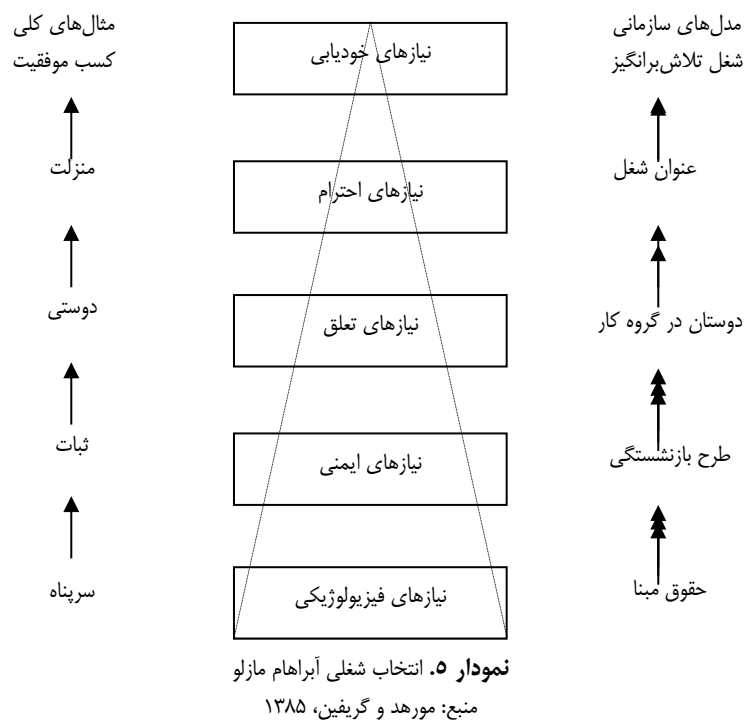 مدل‌های سازمانی
شغل تلاش‌برانگیز
نیازهای خودیابی
مثال‌های کلی
کسب موفقیت
عنوان شغل
نیازهای احترام
منزلت
دوستان در گروه کار
نیازهای تعلق
دوستی
طرح بازنشستگی
نیازهای ایمنی
ثبات
حقوق مبنا
نیازهای فیزیولوژیکی
سرپناه
نمودار ۵. انتخاب شغلی آبراهام مازلو
منبع: مورهد و گریفین، ۱۳۸۵